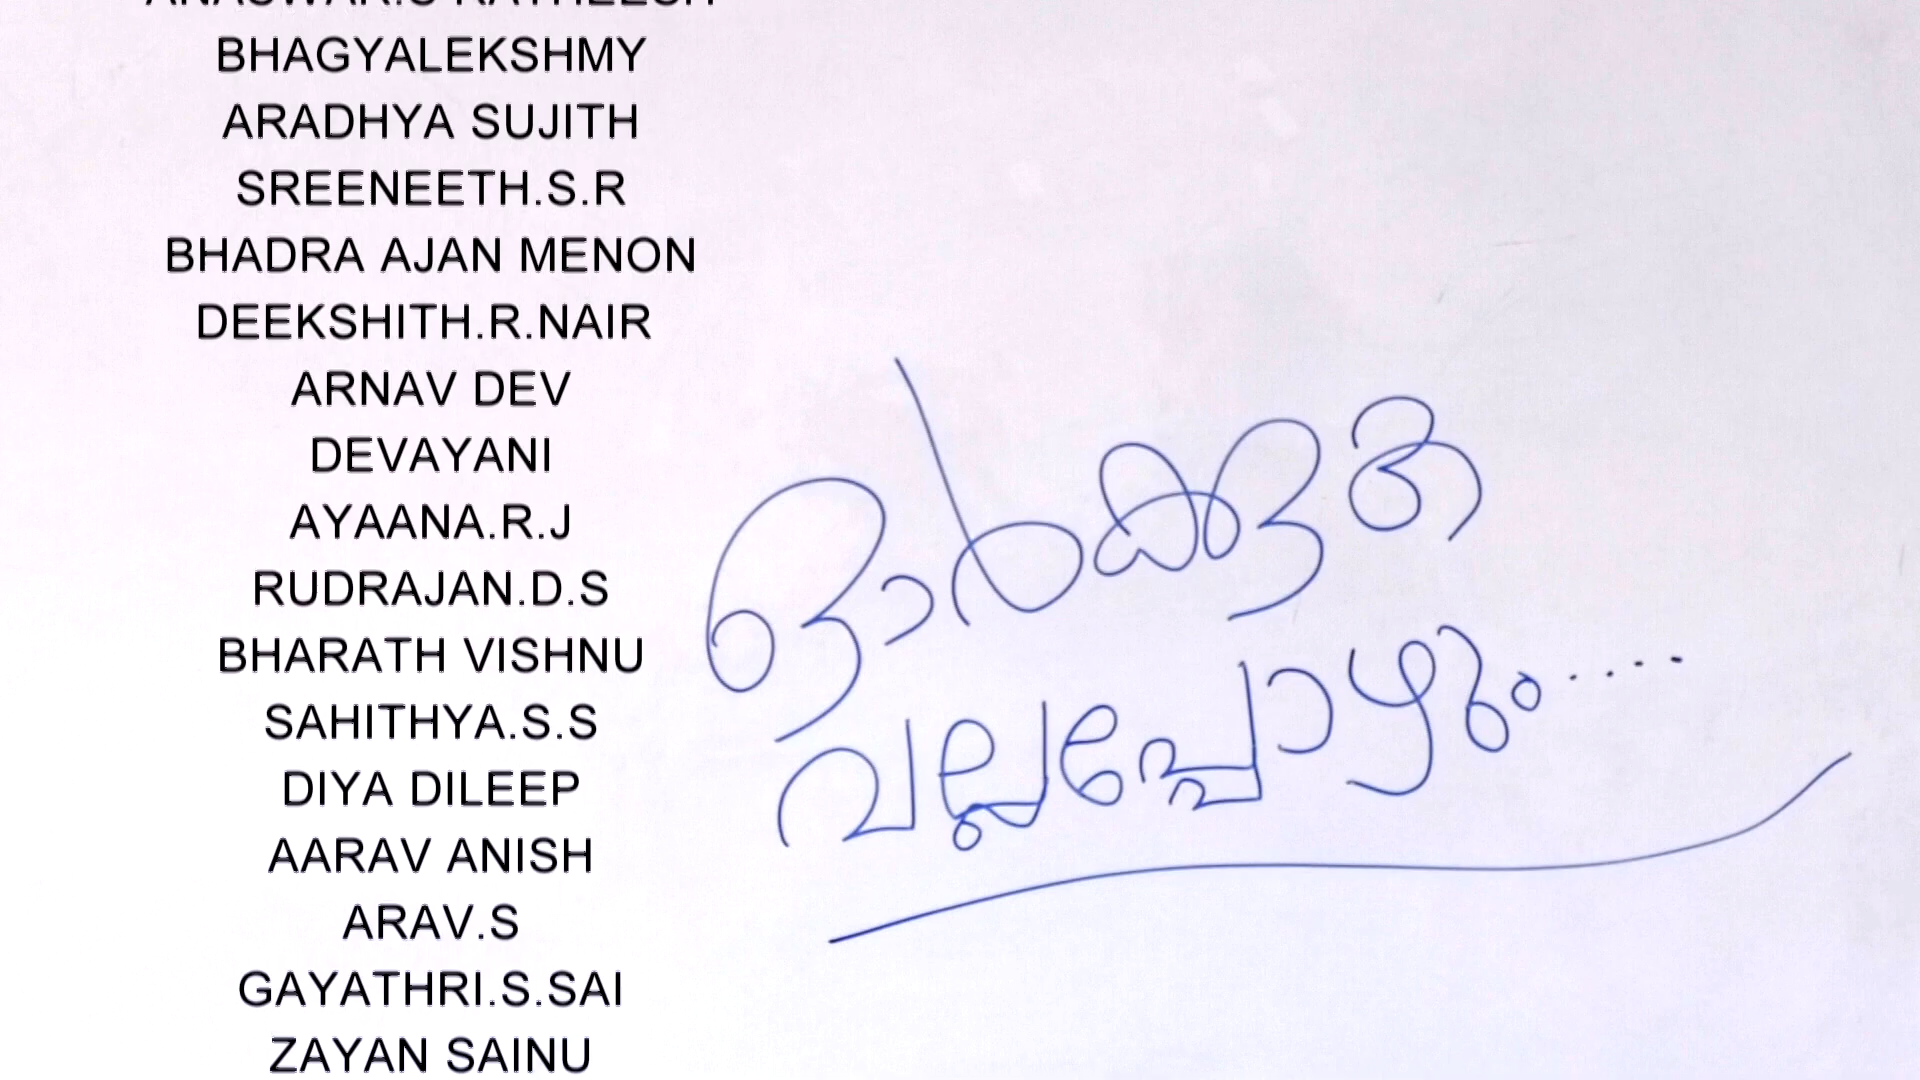 BHAGYALEKSHMY
ARADHYA SUJITH
SREENEETH.S.R
BHADRA AJAN MENON
DEEKSHITH.R.NAIR
ARNAV DEV
DEVAYANI
AYAANA.R.J
RUDRAJAN.D.S
BHARATH VISHNU
SAHITHYA.S.S
DIYA DILEEP
AARAV ANISH
ARAV.S
GAYATHRI.S.SAI
ZAYAN SAINU
ഓർക്കുക
വല്ലപ്പോഴും.....